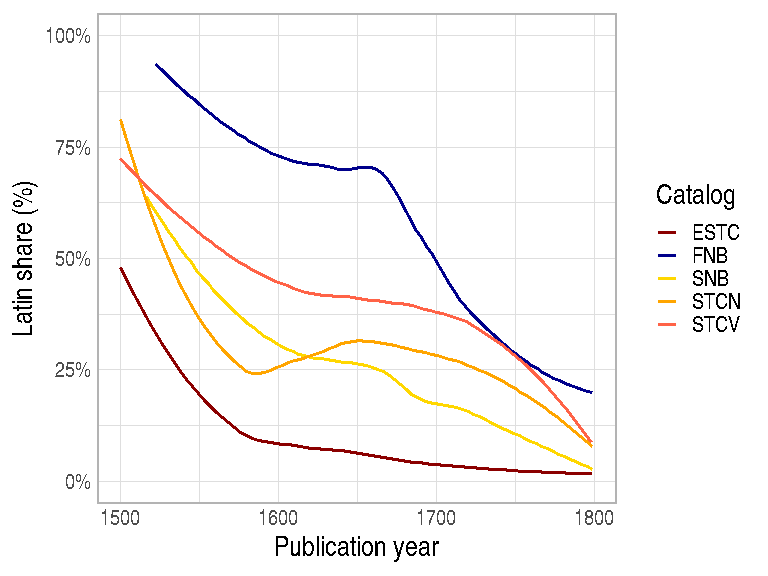 100%
75%
50%
25%
0%
Latin share (%)
1500
1600
1700
1800
Publication year
Catalog
ESTC
FNB
SNB
STCN
STCV